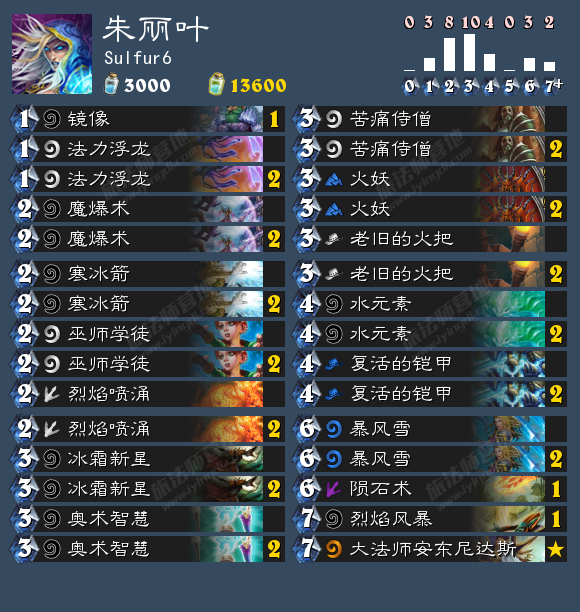 朱丽叶
Sulfur6
3000
13600
0 3 8 10 4 0 3 2
0 1 2 3 4 5 6 7+
1 镜像 1
1 法力浮龙
1 法力浮龙 2
2 魔爆术
2 魔爆术 2
2 寒冰箭
2 寒冰箭 2
2 巫师学徒
2 巫师学徒 2
2 烈焰喷涌
2 烈焰喷涌 2
3 冰霜新星
3 冰霜新星 2
3 奥术智慧
3 奥术智慧 2
3 苦痛侍僧
3 苦痛侍僧 2
3 火妖
3 火妖 2
3 老旧的火把
3 老旧的火把 2
4 水元素
4 水元素 2
4 复活的铠甲
4 复活的铠甲 2
6 暴风雪
6 暴风雪 2
6 陨石术 1
7 烈焰风暴 1
7 大法师安东尼达斯 ★